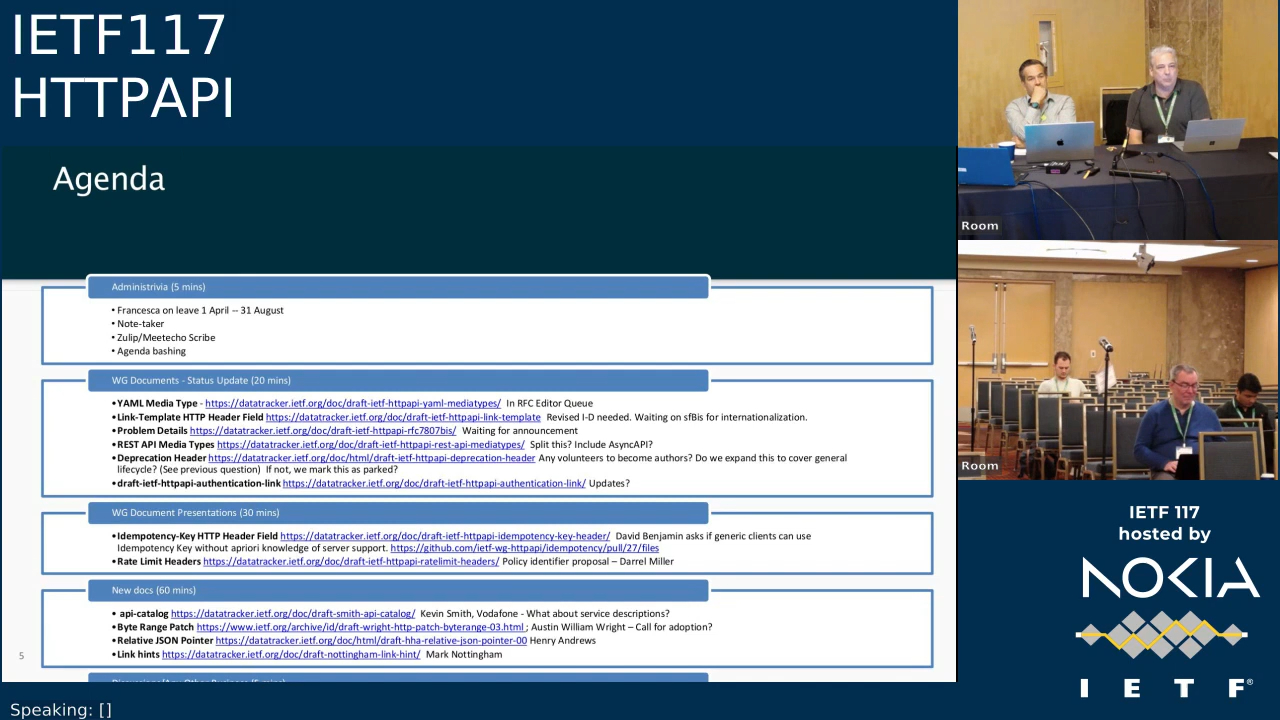 IETF117
HTTPAPI
Agenda
Administrivia (5 mins)
• Francesca on leave 1 April -- 31 August
• Note-taker
• Zulip/Meetecho Scribe
• Agenda bashing
WG Documents - Status Update (20 mins)
•YAML Media Type - https://datatracker.ietf.org/doc/draft-ietf-httpapi-yaml-mediatypes/ In RFC Editor Queue
•Link-Template HTTP Header Field https://datatracker.ietf.org/doc/draft-ietf-httpapi-link-template Revised I-D needed. Waiting on sfBis for internationalization.
•Problem Details https://datatracker.ietf.org/doc/draft-ietf-httpapi-rfc7807bis/ Waiting for announcement
•REST API Media Types https://datatracker.ietf.org/doc/draft-ietf-httpapi-rest-api-mediatypes/ Split this? Include AsyncAPI?
•Deprecation Header https://datatracker.ietf.org/doc/html/draft-ietf-httpapi-deprecation-header Any volunteers to become authors? Do we expand this to cover general
lifecycle? (See previous question) If not, we mark this as parked?
•draft-ietf-httpapi-authentication-link https://datatracker.ietf.org/doc/draft-ietf-httpapi-authentication-link/ Updates?
WG Document Presentations (30 mins)
•Idempotency-Key HTTP Header Field https://datatracker.ietf.org/doc/draft-ietf-httpapi-idempotency-key-header/ David Benjamin asks if generic clients can use
Idempotency Key without apriori knowledge of server support. https://github.com/ietf-wg-httpapi/idempotency/pull/27/files
•Rate Limit Headers https://datatracker.ietf.org/doc/draft-ietf-httpapi-ratelimit-headers/ Policy identifier proposal – Darrel Miller
New docs (60 mins)
• api-catalog https://datatracker.ietf.org/doc/draft-smith-api-catalog/ Kevin Smith, Vodafone - What about service descriptions?
•Byte Range Patch https://www.ietf.org/archive/id/draft-wright-http-patch-byterange-03.html ; Austin William Wright – Call for adoption?
•Relative JSON Pointer https://datatracker.ietf.org/doc/html/draft-hha-relative-json-pointer-00 Henry Andrews
•Link hints https://datatracker.ietf.org/doc/draft-nottingham-link-hint/ Mark Nottingham
5
Speaking: []
Room
Room
IETF 117
hosted by
NOKIA
I E T F®